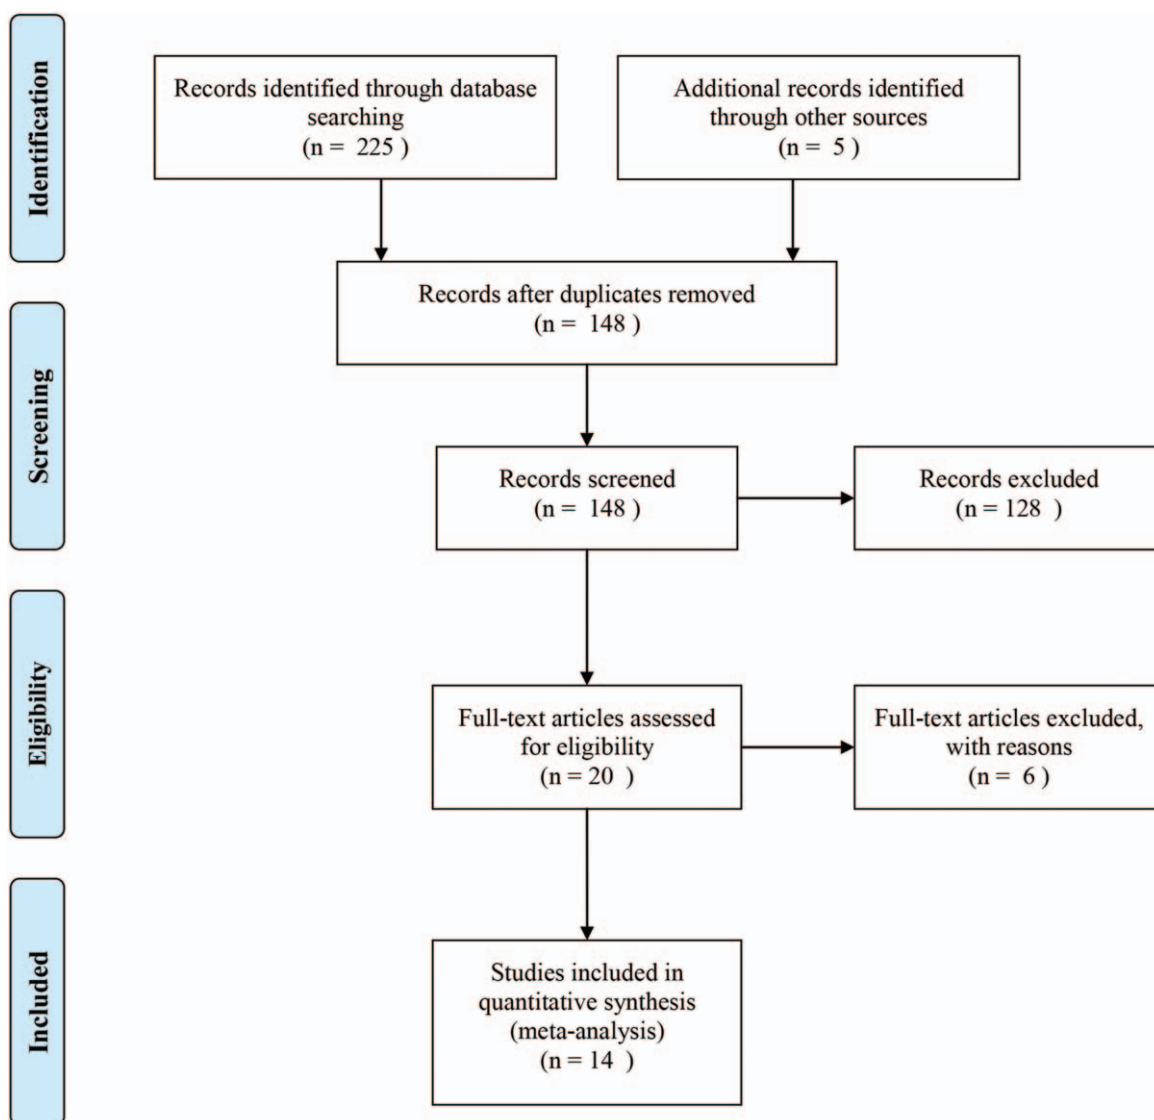 Identification
Records identified through database
searching
(n = 225 )
Additional records identified
through other sources
(n = 5 )
Records after duplicates removed
(n = 148 )
Screening
Records screened
(n = 148 )
Records excluded
(n = 128 )
Eligibility
Full-text articles assessed
for eligibility
(n = 20 )
Full-text articles excluded,
with reasons
(n = 6 )
Included
Studies included in
quantitative synthesis
(meta-analysis)
(n = 14 )